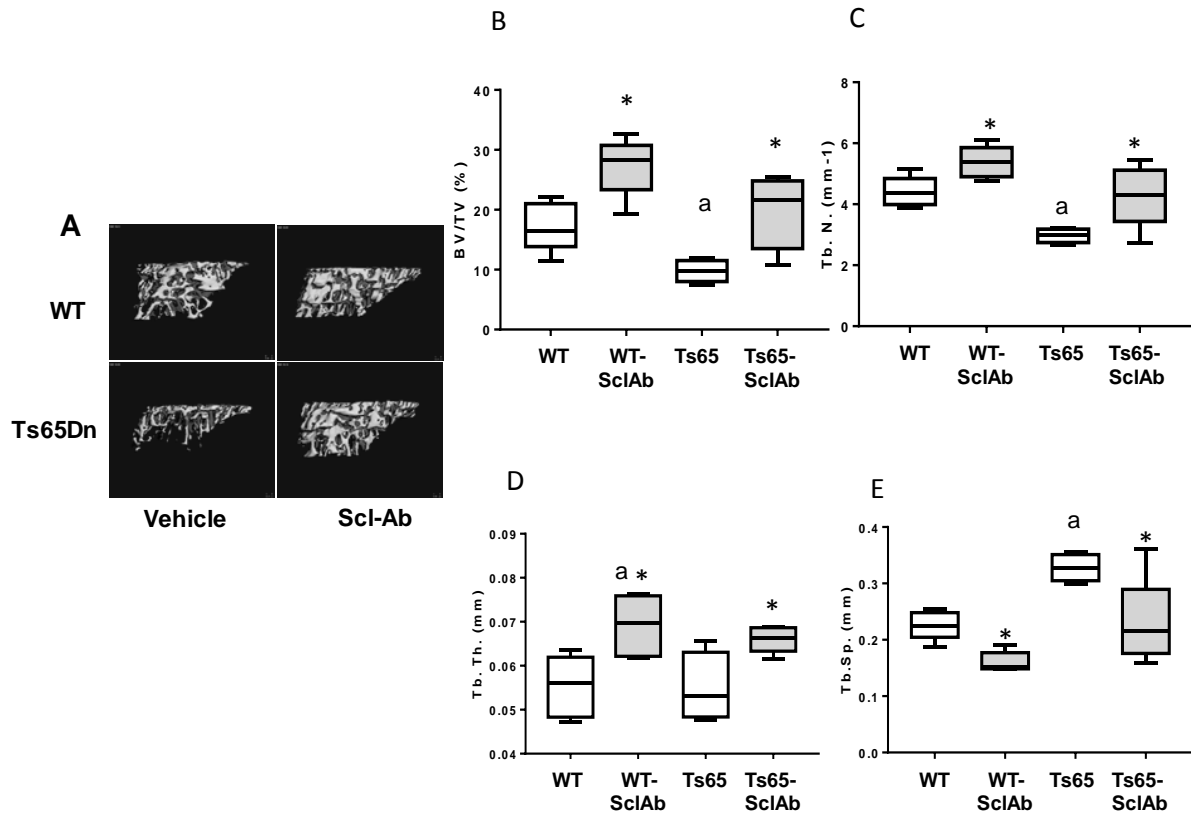 A
WT
Ts65Dn
Vehicle
Scl-Ab
B
BV/TV (%)
40
30
20
10
0
*
a
*
WT
WT-
SclAb
Ts65
Ts65-
SclAb
C
Tb. N. (mm-1)
8
6
4
2
0
*
a
*
WT
WT-
SclAb
Ts65
Ts65-
SclAb
D
Tb. Th. (mm)
0.09
0.08
0.07
0.06
0.05
0.04
a *
*
WT
WT-
SclAb
Ts65
Ts65-
SclAb
E
Tb.Sp. (mm)
0.4
0.3
0.2
0.1
0.0
*
a
*
WT
WT-
SclAb
Ts65
Ts65-
SclAb